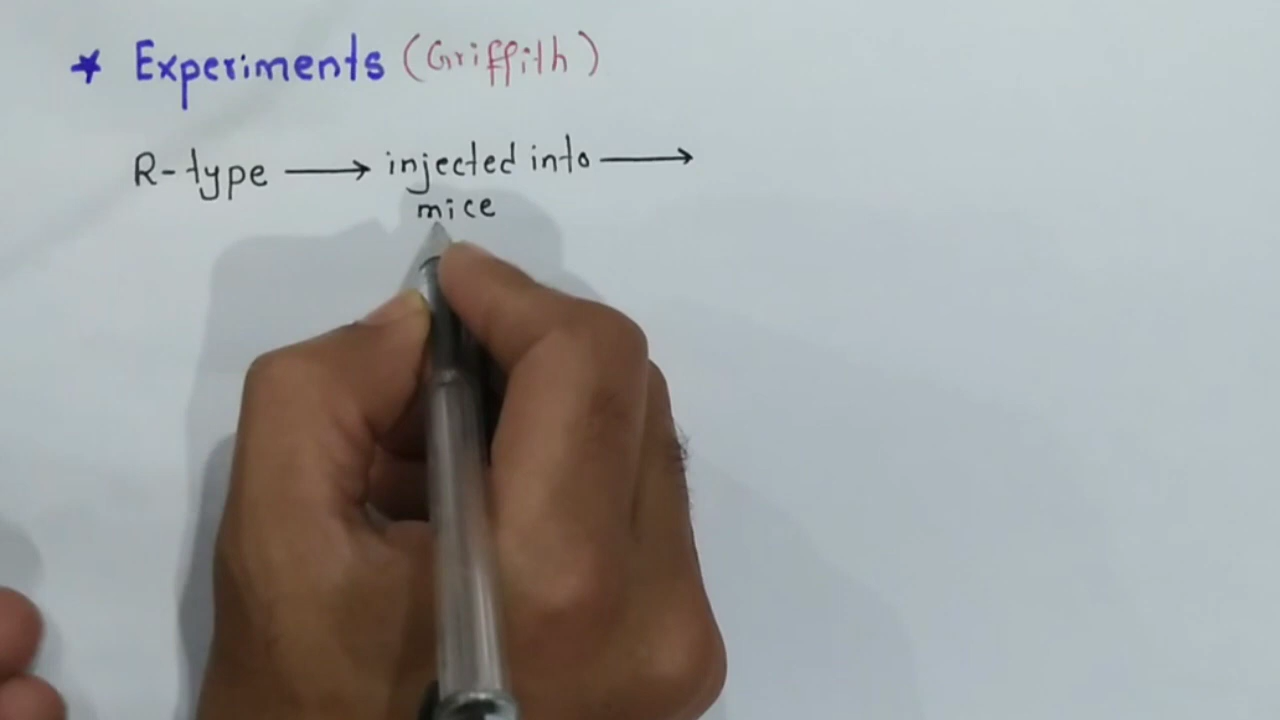 * Experiments (Griffith)
R-type ⟶ injected into ⟶
mice